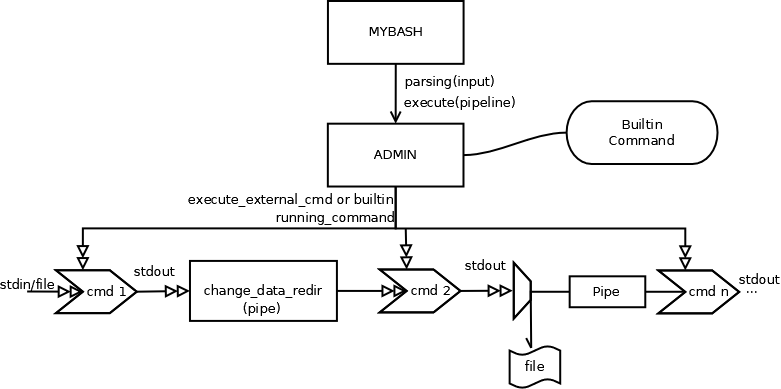 MYBASH
parsing(input)
execute(pipeline)
ADMIN
Builtin
Command
execute_external_cmd or builtin
running_command
stdin/file
cmd 1
stdout
change_data_redir
(pipe)
cmd 2
stdout
Pipe
cmd n
stdout
...
file